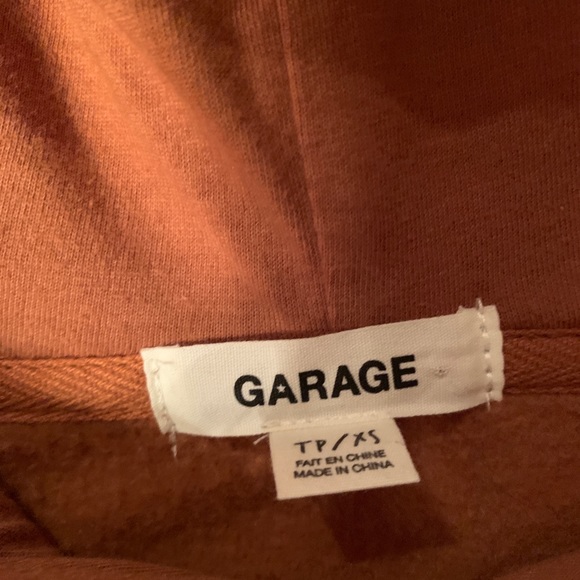 GARAGE
TP/XS
FAIT EN CHINE
MADE IN CHINA